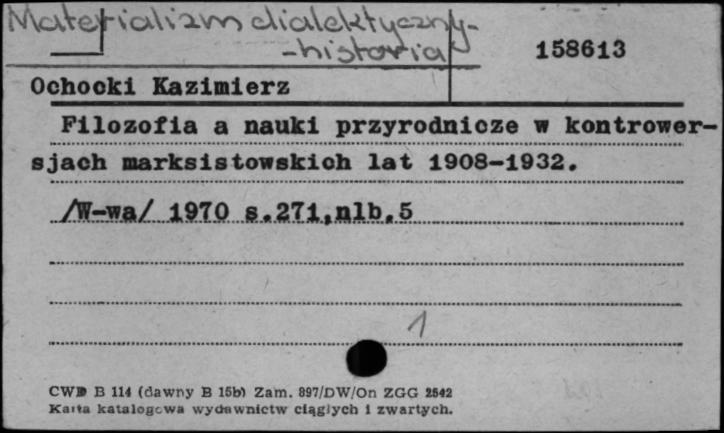 Materializm dialektyczny-
-historia
158613
Ochocki Kazimierz
Filozofia a nauki przyrodnicze w kontrower-
sjach marksistowskich lat 1908-1932.
/W-wa/ 1970 s.271,nlb.5
1
CWD B 114 (dawny B 15b) Zam. 897/DW/On ZGG 2542
Karta katalogowa wydawnictw ciągłych i zwartych.